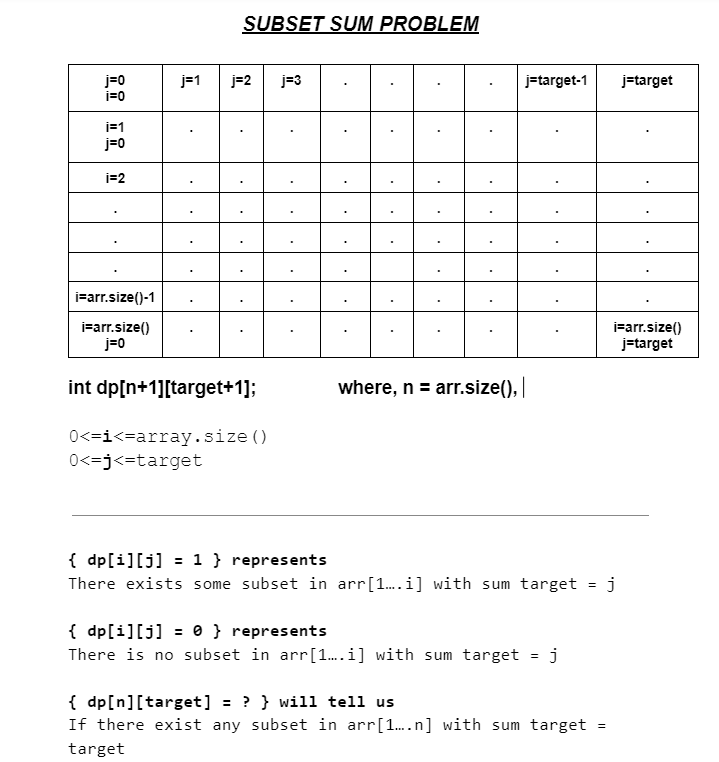 SUBSET SUM PROBLEM
j=0 j=1 j=2 j=3 . . . . j=target-1 j=target
i=0
i=1 . . . . . . . . .
j=0
i=2 . . . . . . . . .
. . . . . . . . . .
. . . . . . . . . .
. . . . . . . . .
i=arr.size()-1 . . . . . . . . .
i=arr.size() . . . . . . . . i=arr.size()
j=0 j=target
int dp[n+1][target+1]; where, n = arr.size(),
0<=i<=array.size()
0<=j<=target
{ dp[i][j] = 1 } represents
There exists some subset in arr[1….i] with sum target = j
{ dp[i][j] = 0 } represents
There is no subset in arr[1….i] with sum target = j
{ dp[n][target] = ? } will tell us
If there exist any subset in arr[1….n] with sum target =
target